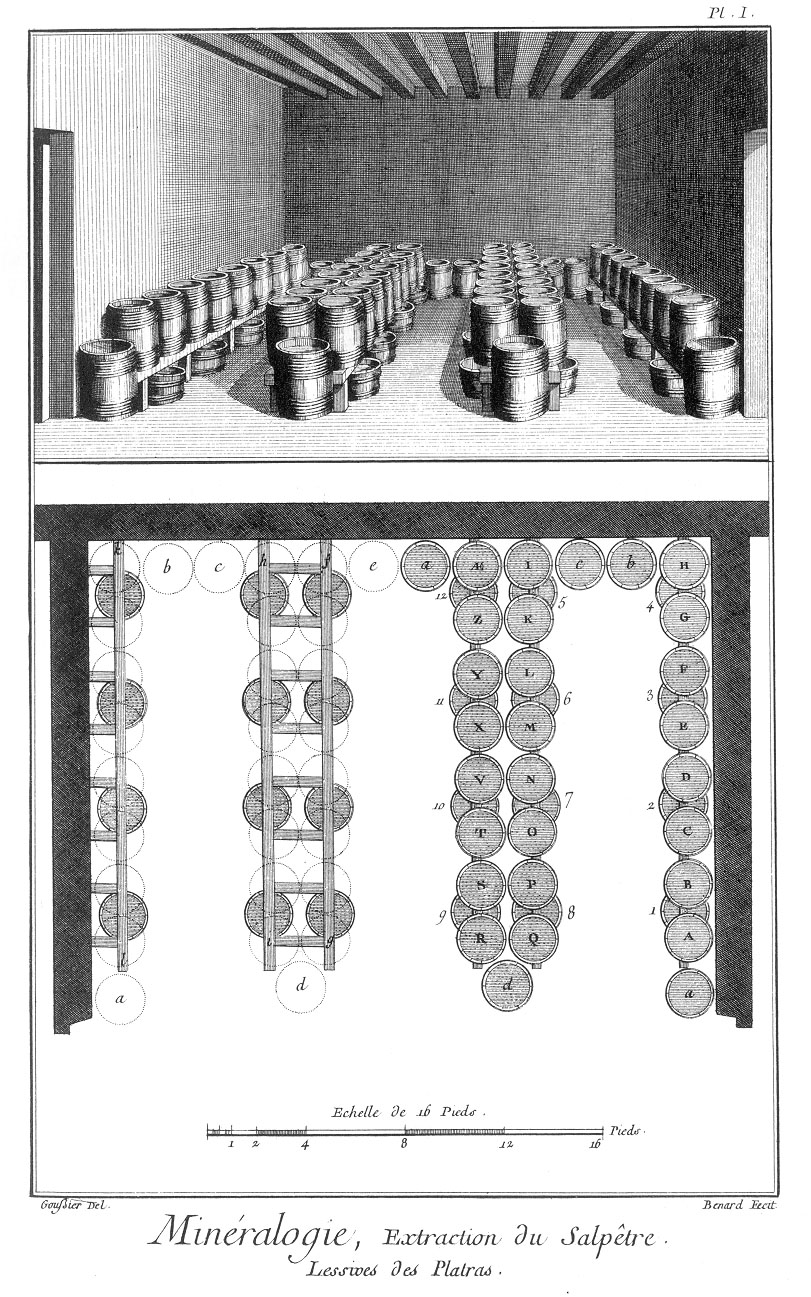 Pl. I.
k b c h f e a Æ I c b H
12 5 4
Z K G
Y L F
11 6 3
X M E
V N D
10 7 2
T O C
S P B
9 8 1
i g R Q A
l
a d d a
Echelle de 16 Pieds.
1 2 4 8 12 16 Pieds.
Goussier Del. Benard Fecit
Minéralogie, Extraction du Salpêtre.
Lessives des Platras.